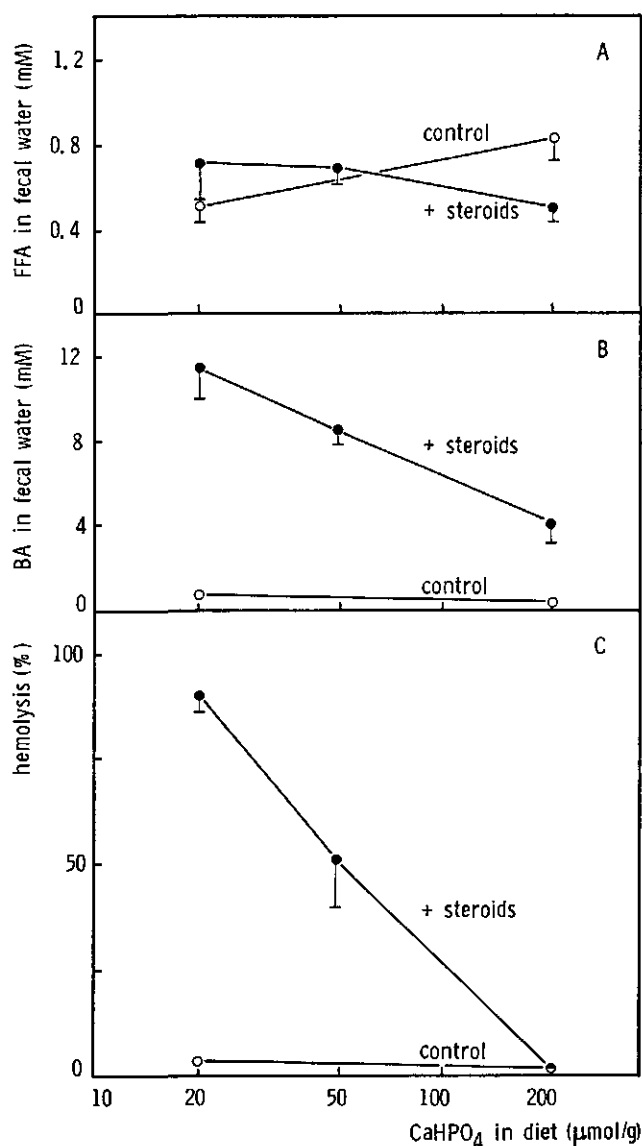 A
FFA in fecal water (mM)
1.2
0.8
0.4
0
control
+ steroids
B
BA in fecal water (mM)
12
8
4
0
+ steroids
control
C
hemolysis (%)
100
50
0
+ steroids
control
10 20 50 100 200
CaHPO4 in diet (μmol/g)